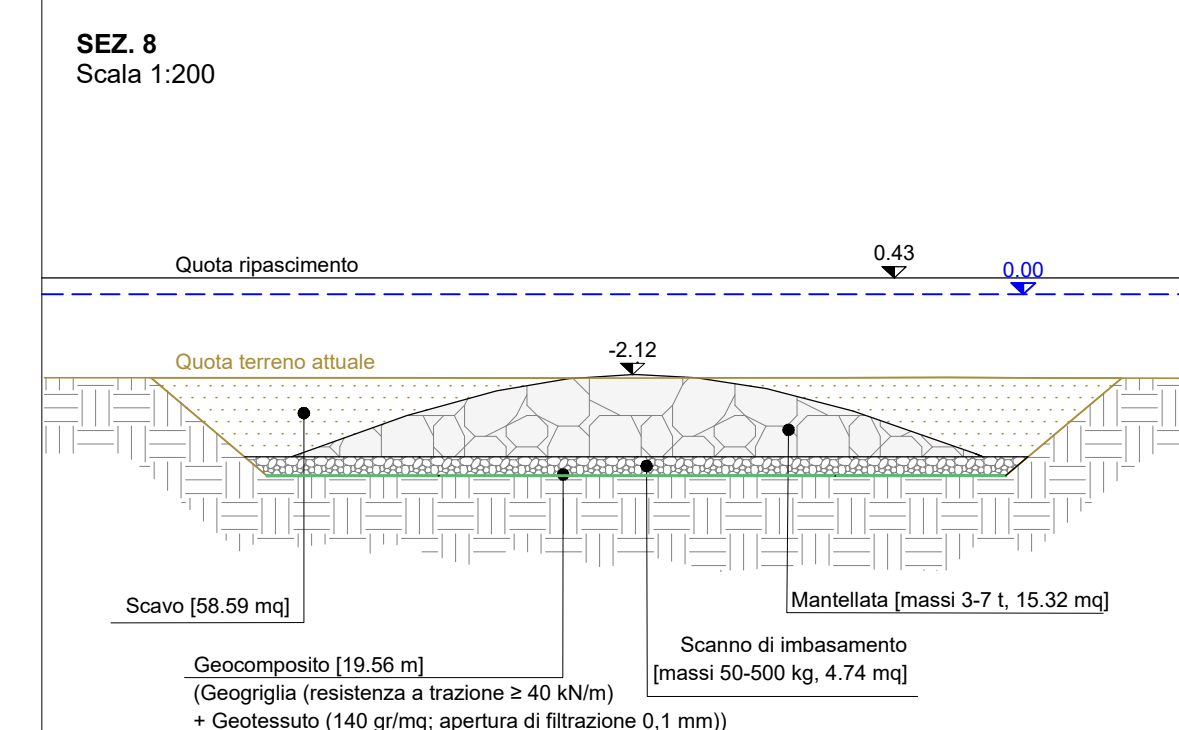 SEZ. 8
Scala 1:200
0.43
Quota ripascimento
0.00
-2.12
Quota terreno attuale
Scavo [58.59 mq]
Mantellata [massi 3-7 t, 15.32 mq]
Scanno di imbasamento
[massi 50-500 kg, 4.74 mq]
Geocomposito [19.56 m]
(Geogriglia (resistenza a trazione ≥ 40 kN/m)
+ Geotessuto (140 gr/mq; apertura di filtrazione 0,1 mm))